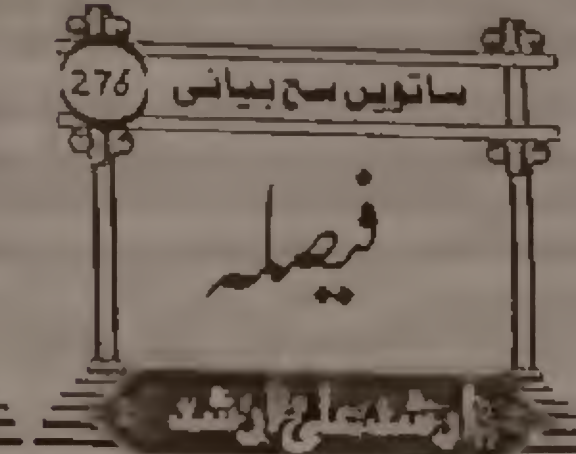 276
ساتویں سچ بیانی
فیصلہ
ارشد علی ارشد